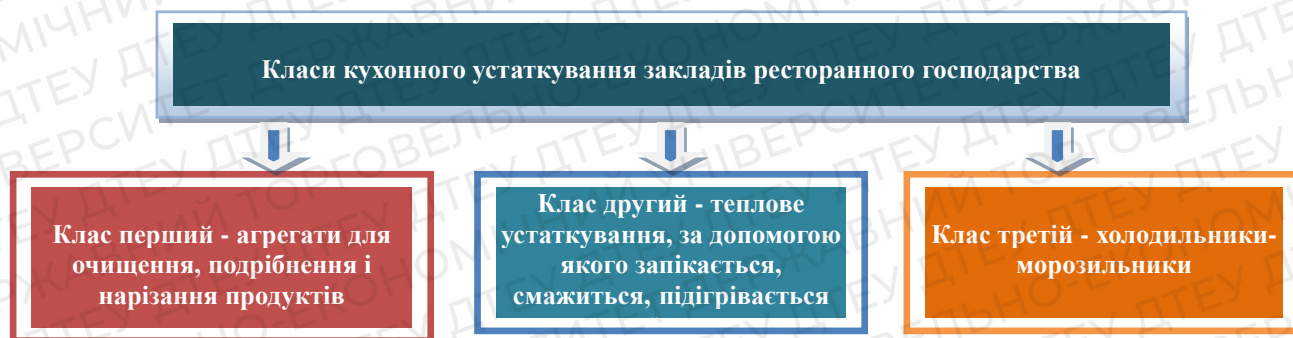 Класи кухонного устаткування закладів ресторанного господарства
Клас перший - агрегати для
очищення, подрібнення і
нарізання продуктів
Клас другий - теплове
устаткування, за допомогою
якого запікається,
смажиться, підігрівається
Клас третій - холодильники-
морозильники